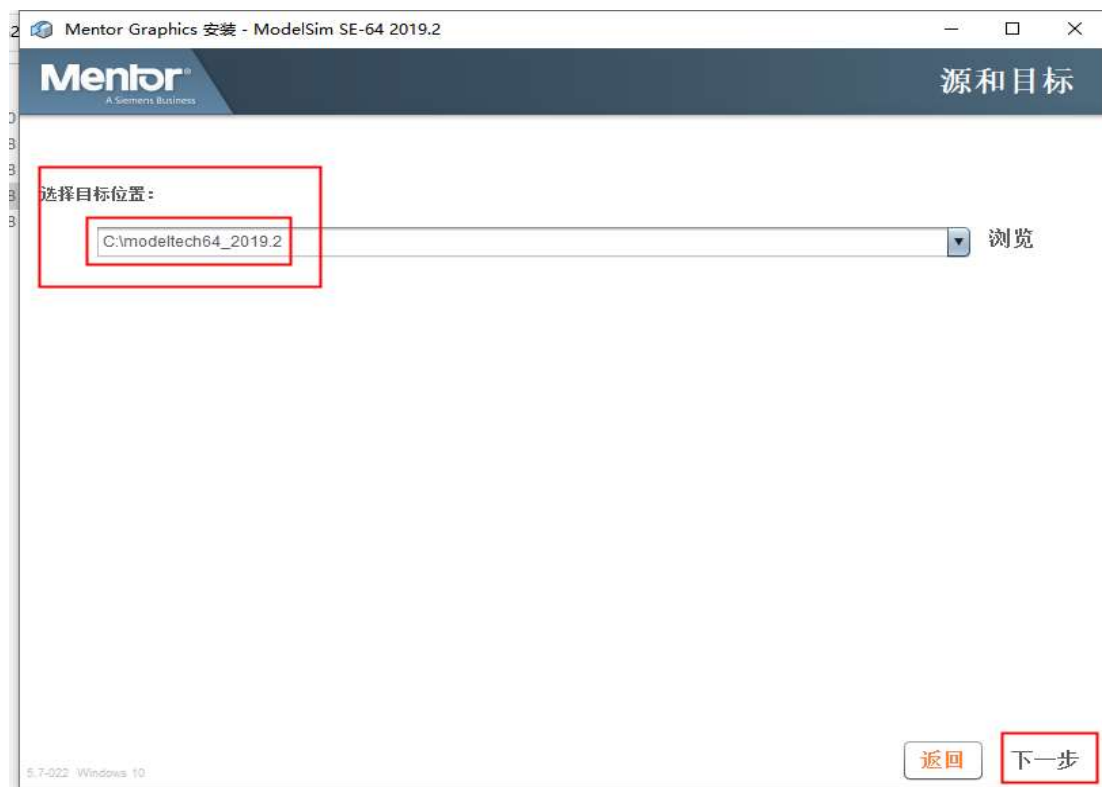 Mentor Graphics 安装 - ModelSim SE-64 2019.2
Mentor®
A Siemens Business
源和目标
选择目标位置：
C:\modeltech64_2019.2
浏览
返回
下一步
5.7-022 Windows 10